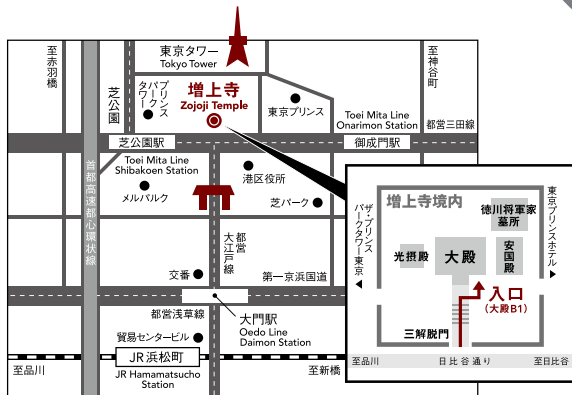 至赤羽橋
東京タワー
Tokyo Tower
至神谷町
芝公園
プリンス
パーク
タワー
増上寺
Zojoji Temple
東京プリンス
Toei Mita Line
Onarimon Station
都営三田線
芝公園駅
御成門駅
Toei Mita Line
Shibakoen Station
港区役所
メルパルク
芝パーク
首都高速都心環状線
都営
大江戸線
交番
第一京浜国道
都営浅草線
大門駅
Oedo Line
Daimon Station
貿易センタービル
JR浜松町
JR Hamamatsucho
Station
至品川
至新橋
増上寺境内
徳川将軍家
墓所
安国殿
大殿
光摂殿
入口
(大殿B1)
三解脱門
ザ・プリンス
パークタワー東京
東京プリンスホテル
至品川
日比谷通り
至日比谷